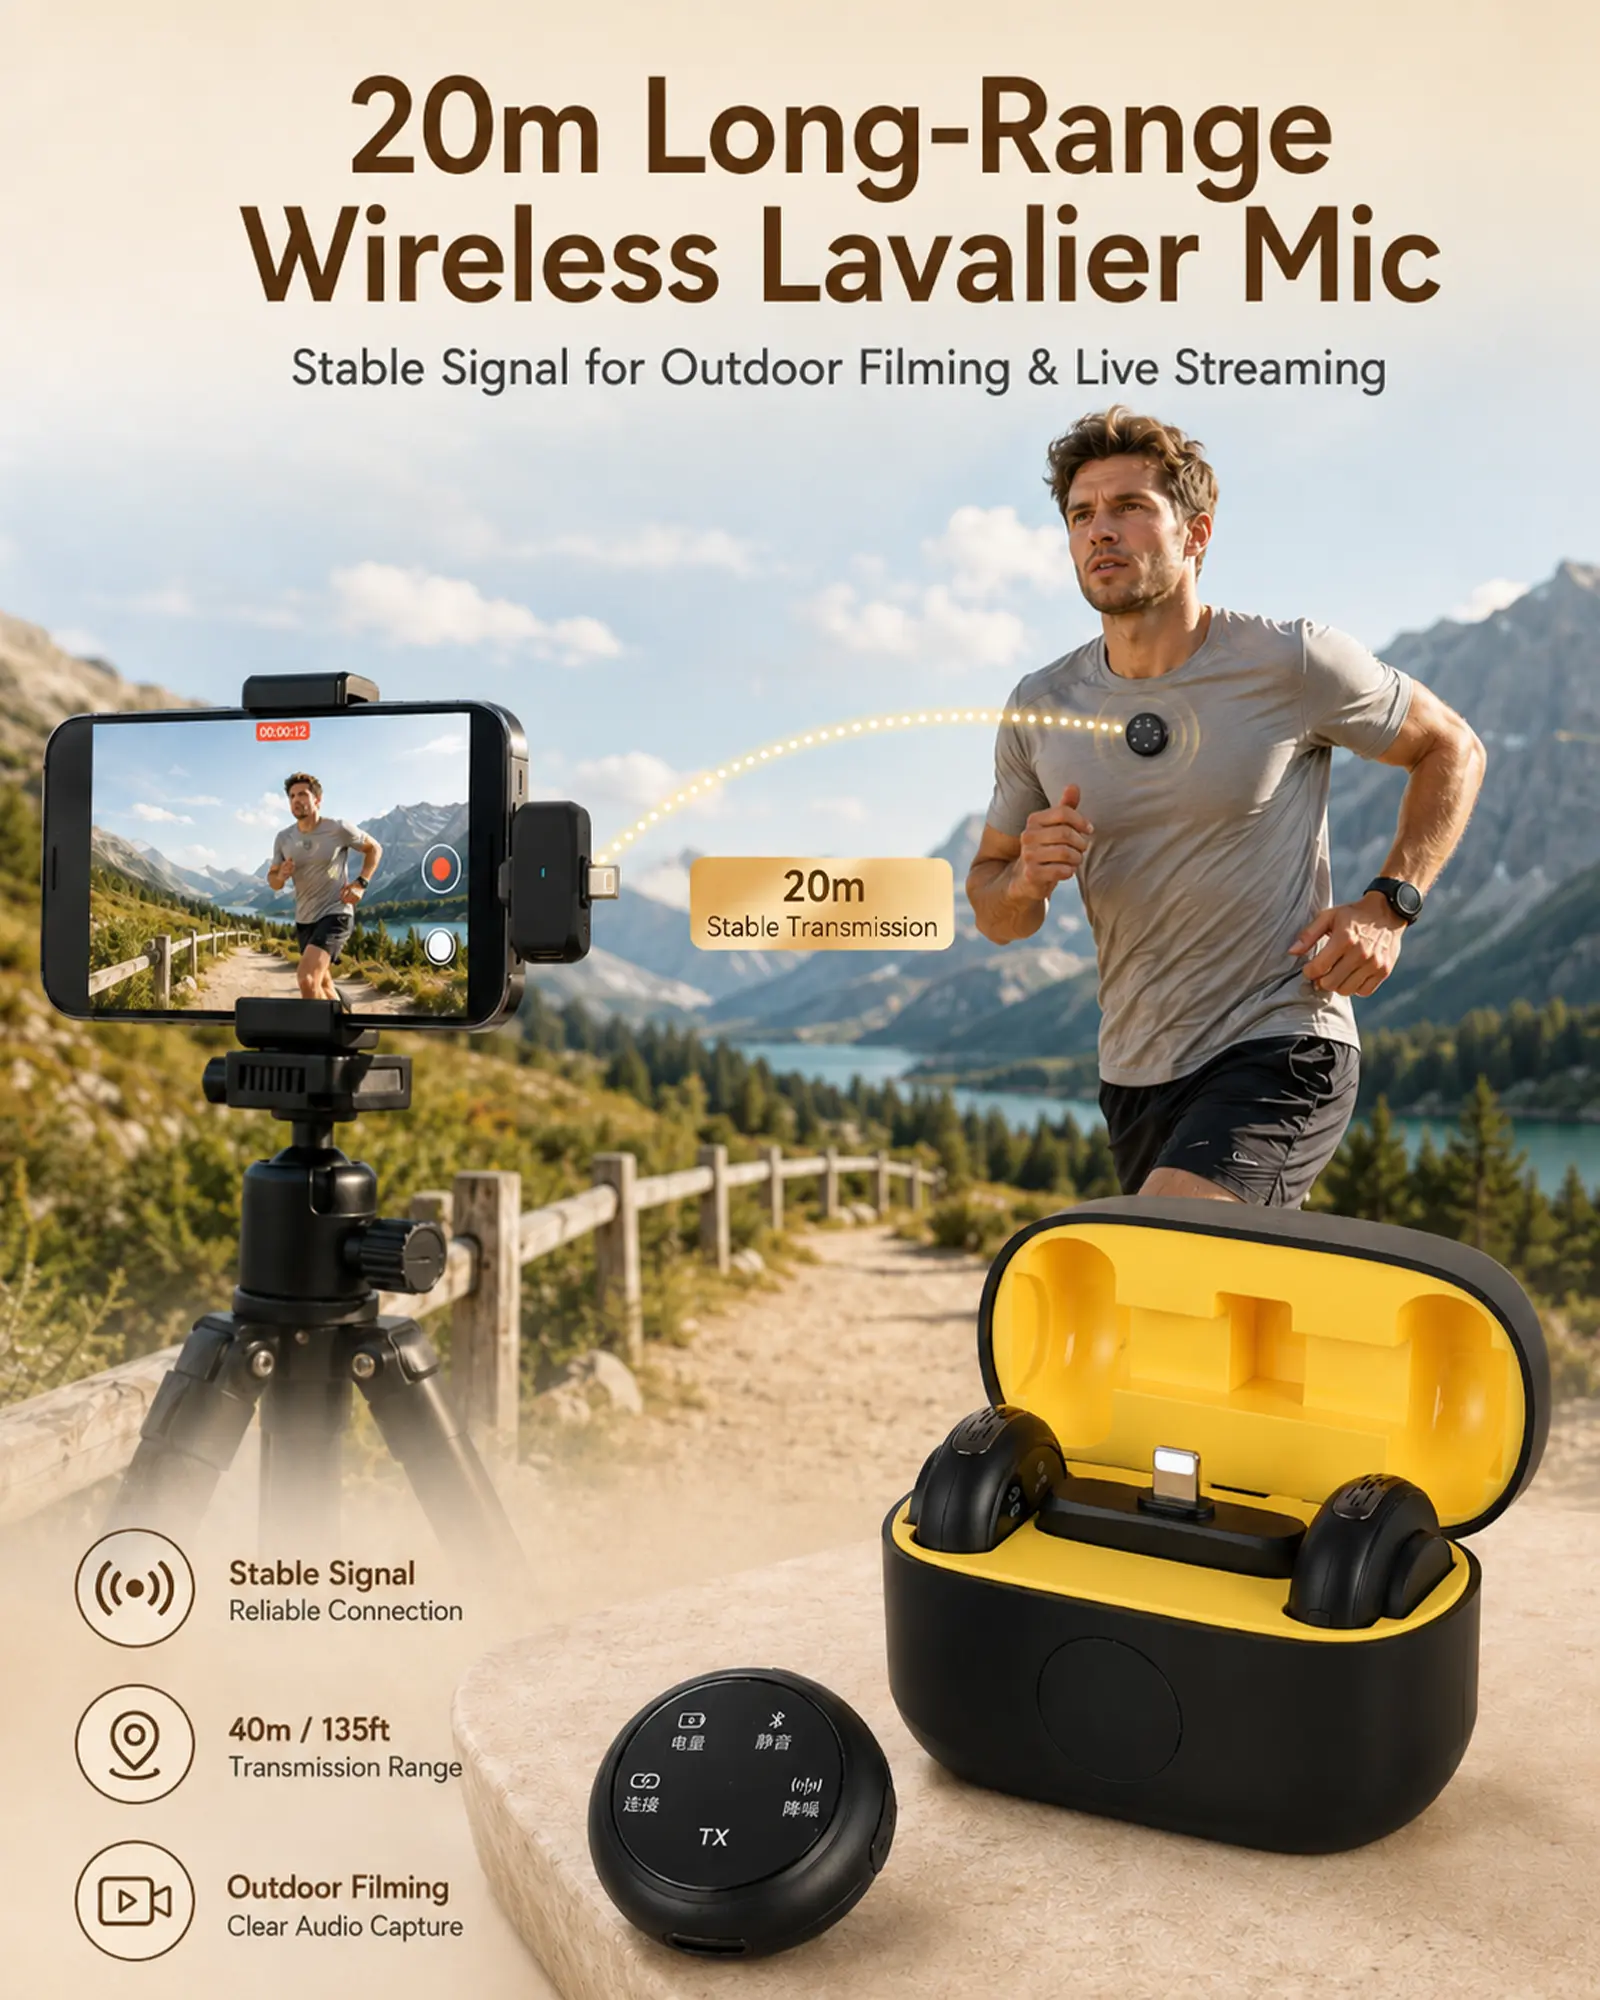 20m Long-Range
Wireless Lavalier Mic
Stable Signal for Outdoor Filming & Live Streaming
00:00:12
20m
Stable Transmission
Stable Signal
Reliable Connection
40m / 135ft
Transmission Range
Outdoor Filming
Clear Audio Capture
电量
静音
连接
降噪
TX